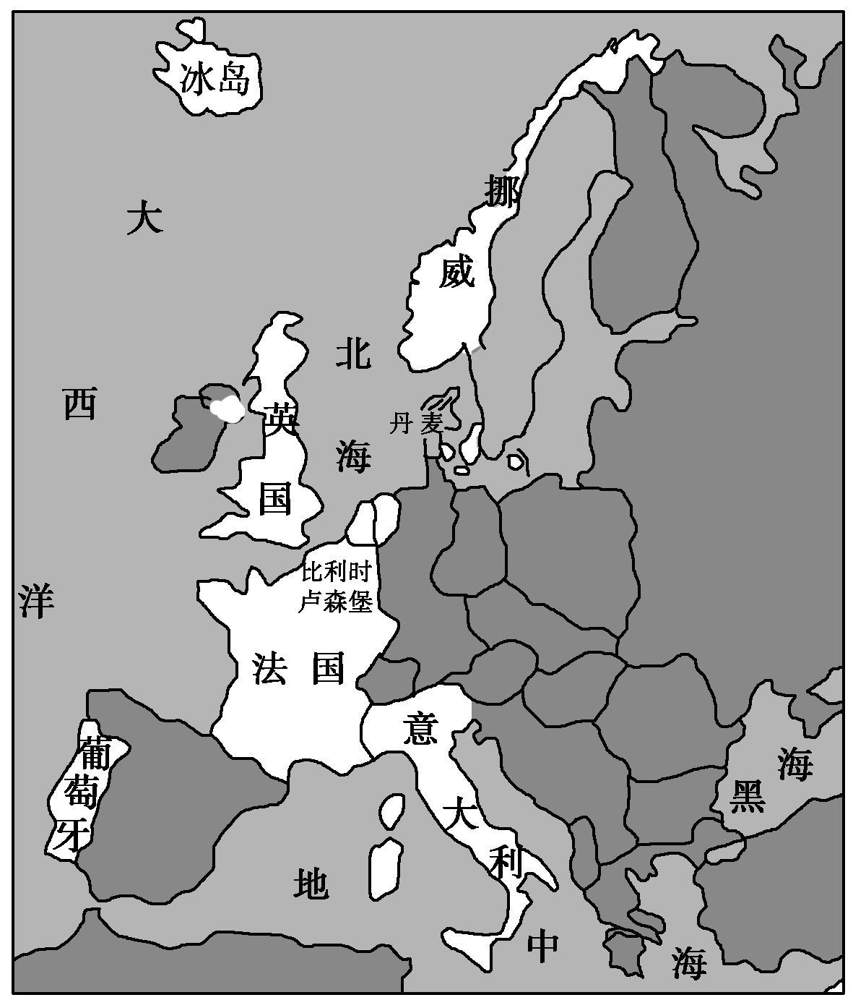 冰岛
大
西
洋
挪
威
北
海
丹麦
英
国
比利时
卢森堡
法国
葡
萄
牙
意
大
利
地
中
海
黑
海